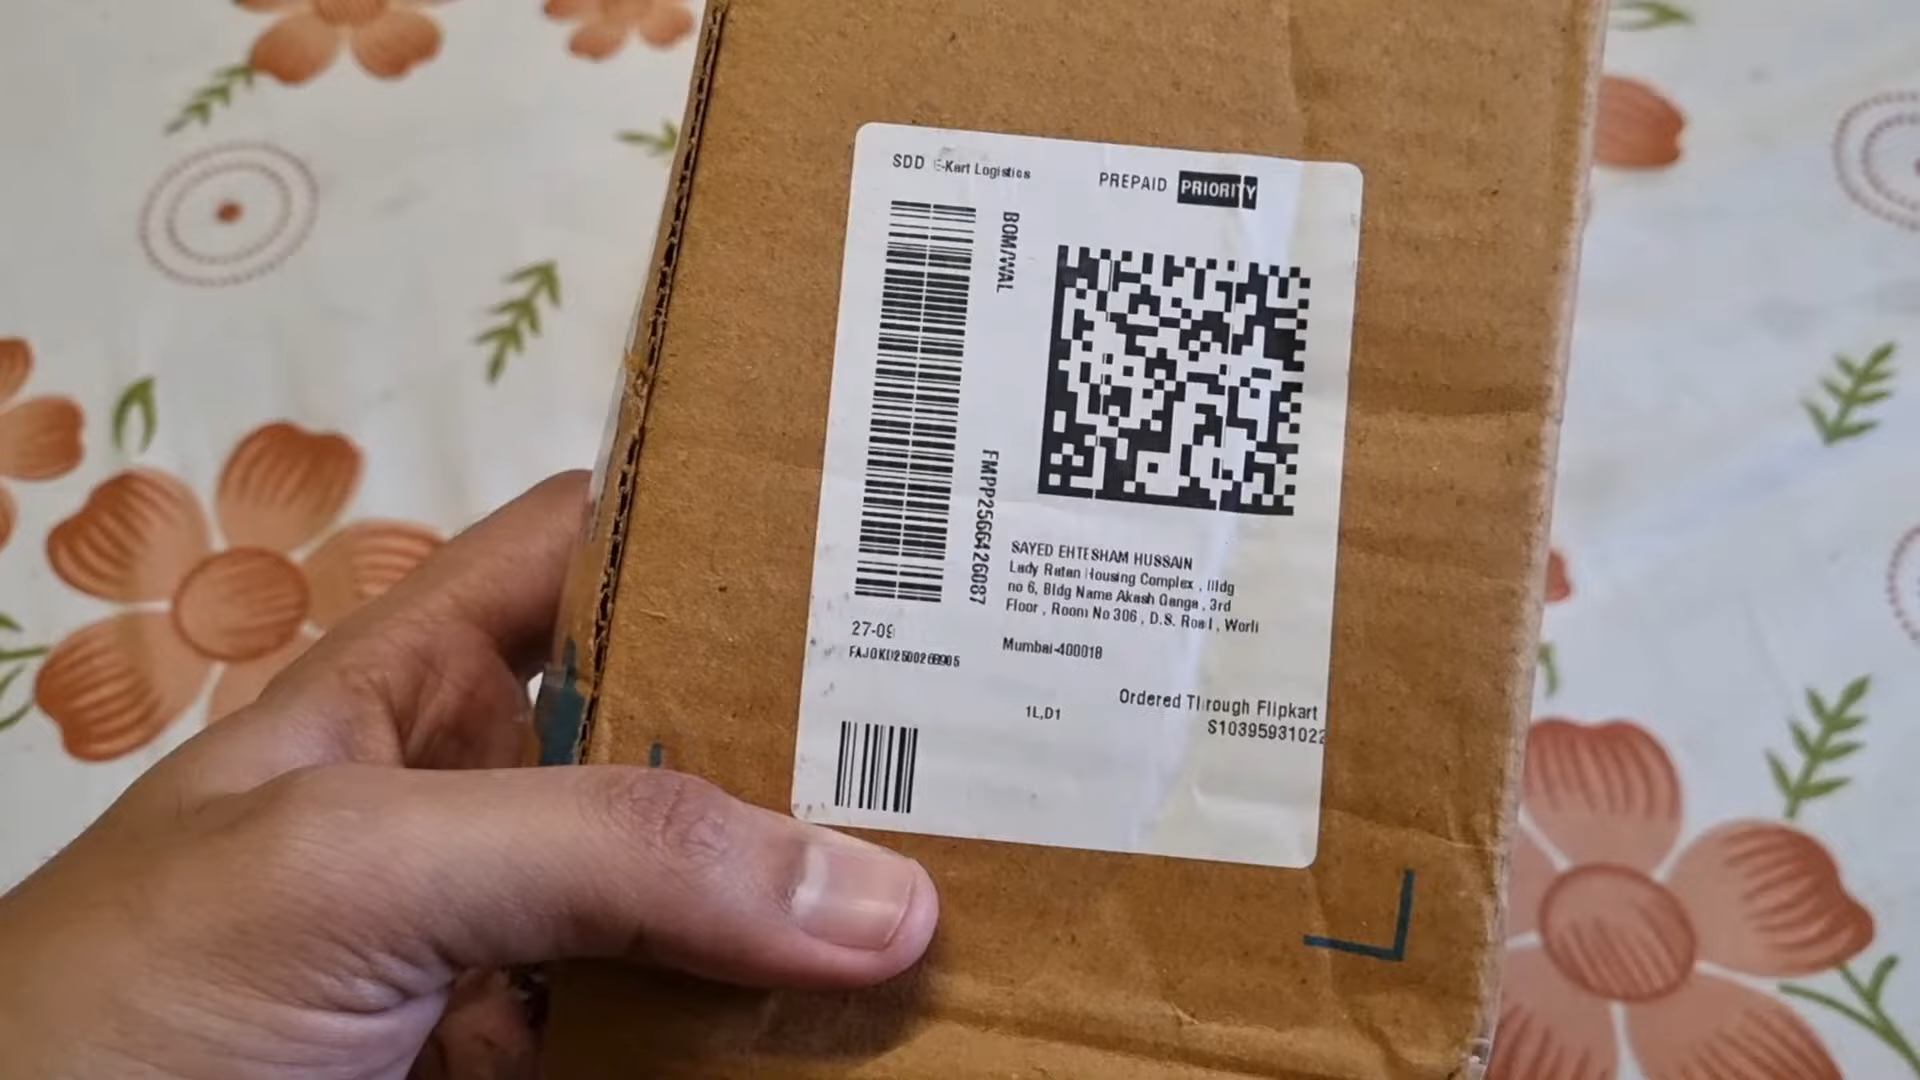 SDD E-Kart Logistics
PREPAID PRIORITY
BOM/WAL
FMPP2566426087
SAYED EHTESHAM HUSSAIN
Lady Ratan Housing Complex , Bldg
no 6, Bldg Name Akash Ganga , 3rd
Floor , Room No 306 , D.S. Road , Worli
Mumbai-400018
27-09
Ordered Through Flipkart
S10395931022
1L,D1